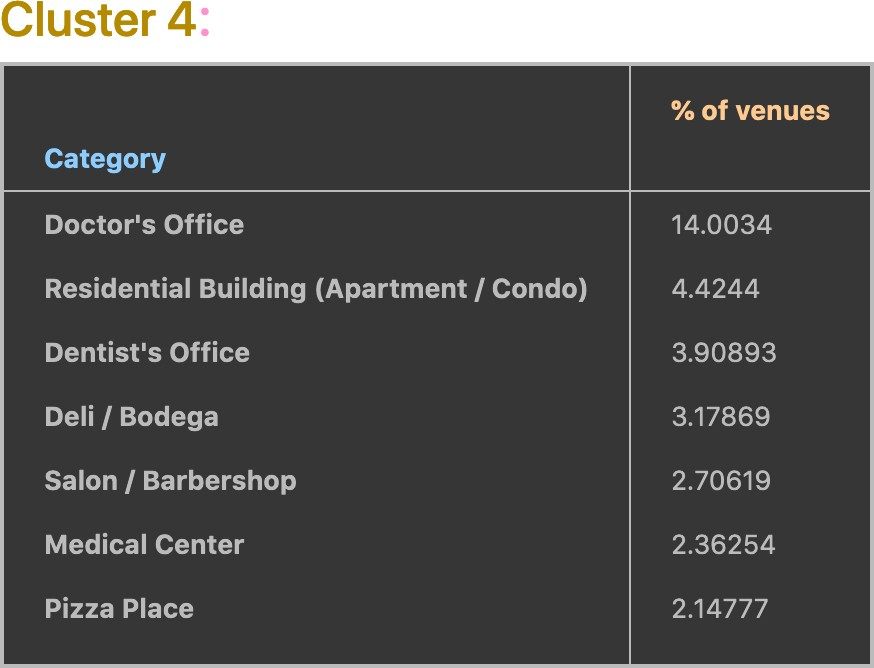 Cluster 4:
% of venues
Category
Doctor's Office 14.0034
Residential Building (Apartment / Condo) 4.4244
Dentist's Office 3.90893
Deli / Bodega 3.17869
Salon / Barbershop 2.70619
Medical Center 2.36254
Pizza Place 2.14777